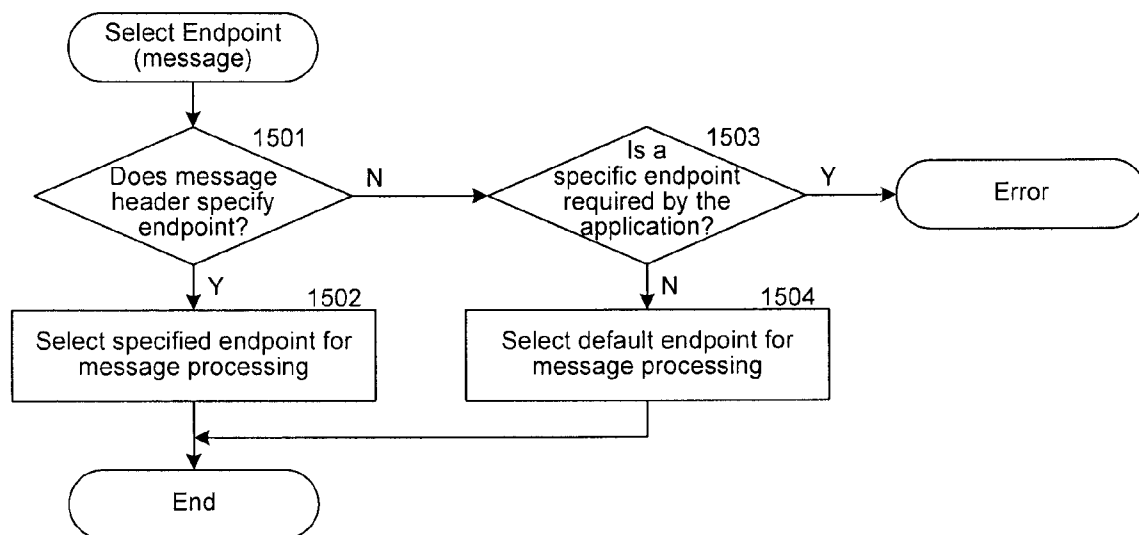 Select Endpoint
(message)
1501
Does message
header specify
endpoint?
N
Y
1503
Is a
specific endpoint
required by the
application?
Y
Error
N
1502
Select specified endpoint for
message processing
1504
Select default endpoint for
message processing
End